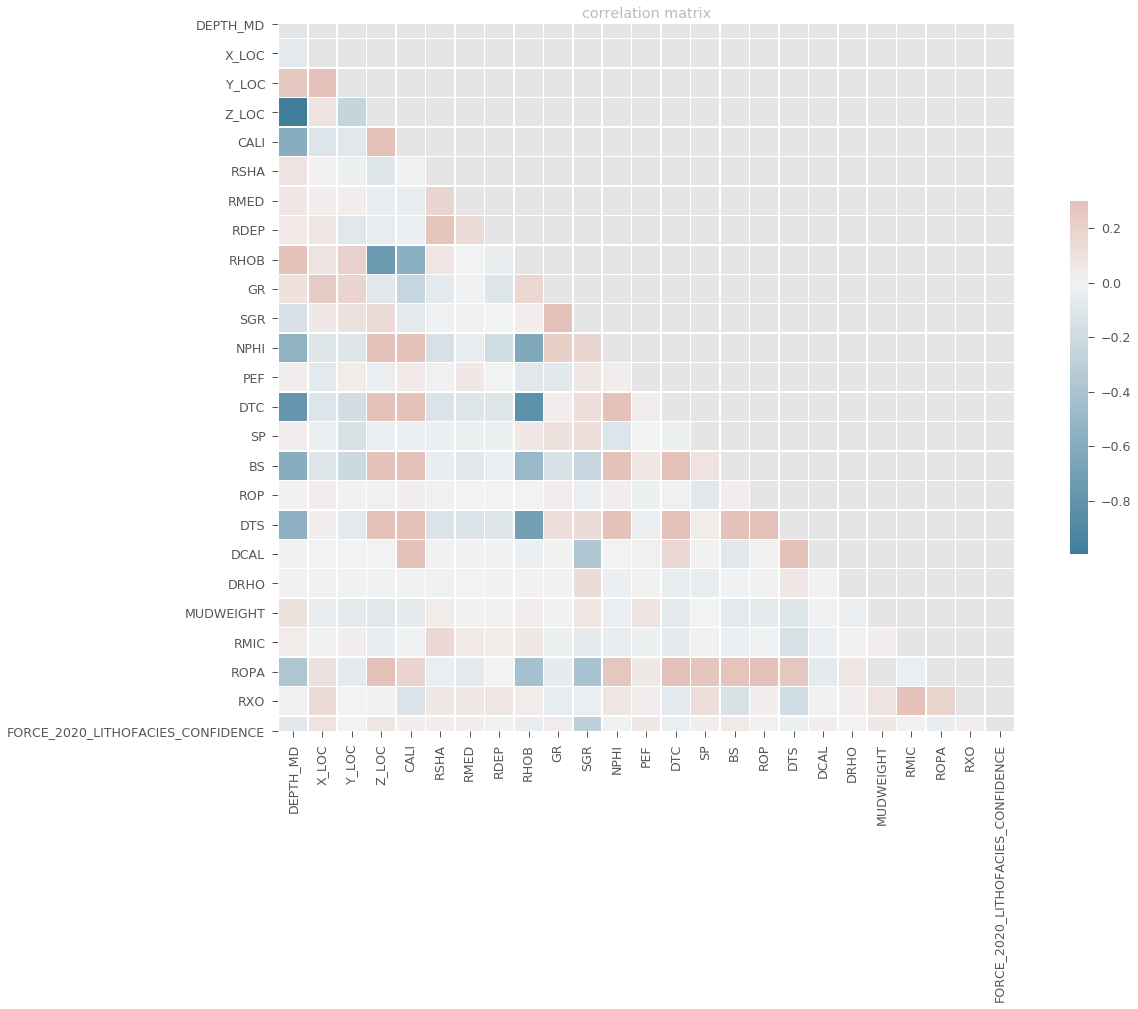 correlation matrix
DEPTH_MD
X_LOC
Y_LOC
Z_LOC
CALI
RSHA
RMED
RDEP
RHOB
GR
SGR
NPHI
PEF
DTC
SP
BS
ROP
DTS
DCAL
DRHO
MUDWEIGHT
RMIC
ROPA
RXO
FORCE_2020_LITHOFACIES_CONFIDENCE
DEPTH_MD
X_LOC
Y_LOC
Z_LOC
CALI
RSHA
RMED
RDEP
RHOB
GR
SGR
NPHI
PEF
DTC
SP
BS
ROP
DTS
DCAL
DRHO
MUDWEIGHT
RMIC
ROPA
RXO
FORCE_2020_LITHOFACIES_CONFIDENCE
0.2
0.0
−0.2
−0.4
−0.6
−0.8